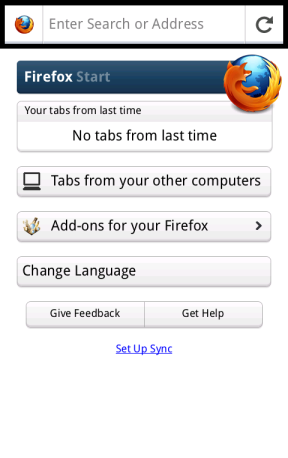 Enter Search or Address
Firefox Start
Your tabs from last time
No tabs from last time
Tabs from your other computers
Add-ons for your Firefox
Change Language
Give Feedback
Get Help
Set Up Sync